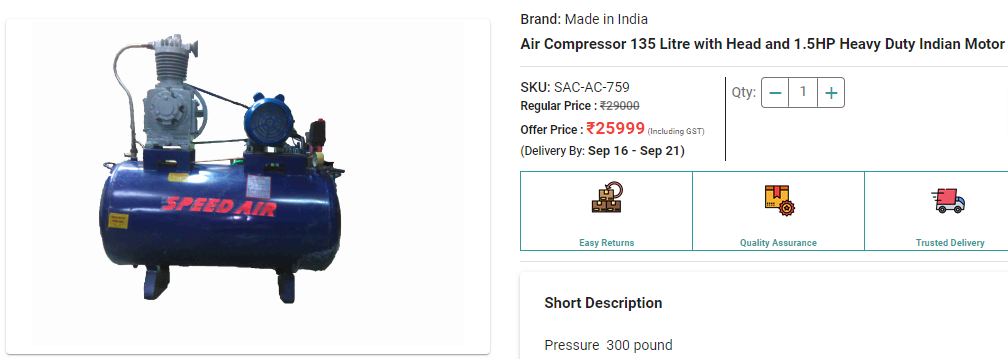 Brand: Made in India
Air Compressor 135 Litre with Head and 1.5HP Heavy Duty Indian Motor
SKU: SAC-AC-759
Regular Price : ₹29000
Offer Price : ₹25999 (Including GST)
(Delivery By: Sep 16 - Sep 21)
Qty: − 1 +
SPEED AIR
Easy Returns
Quality Assurance
Trusted Delivery
Short Description
Pressure 300 pound